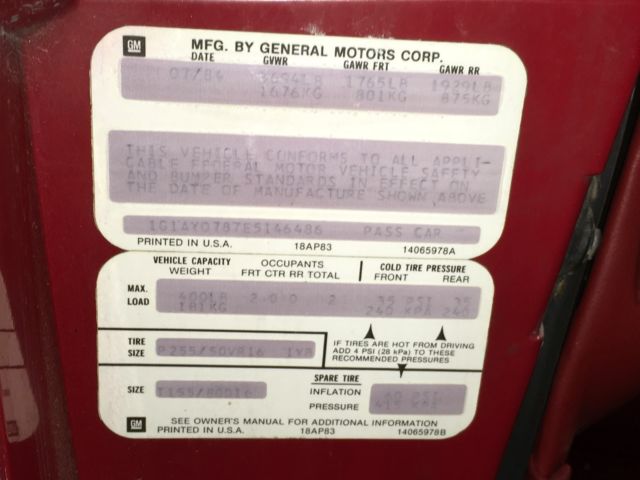 GM MFG. BY GENERAL MOTORS CORP.
DATE GVWR GAWR FRT GAWR RR
07/84 3694LB 1765LB 1929LB
1676KG 801KG 875KG
THIS VEHICLE CONFORMS TO ALL APPLI-
CABLE FEDERAL MOTOR VEHICLE SAFETY
AND BUMPER STANDARDS IN EFFECT ON
THE DATE OF MANUFACTURE SHOWN ABOVE
1G1AY0787E5146486 PASS CAR
PRINTED IN U.S.A. 18AP83 14065978A
VEHICLE CAPACITY OCCUPANTS COLD TIRE PRESSURE
WEIGHT FRT CTR RR TOTAL FRONT REAR
MAX. LOAD 400LB 2 0 0 2 35 PSI 35
181KG 240 KPA 240
TIRE SIZE P255/50VR16
IF TIRES ARE HOT FROM DRIVING
ADD 4 PSI (28 kPa) TO THESE
RECOMMENDED PRESSURES
SPARE TIRE
SIZE T155/80D16 INFLATION PRESSURE 60 PSI
SEE OWNER'S MANUAL FOR ADDITIONAL INFORMATION
GM PRINTED IN U.S.A. 18AP83 14065978B